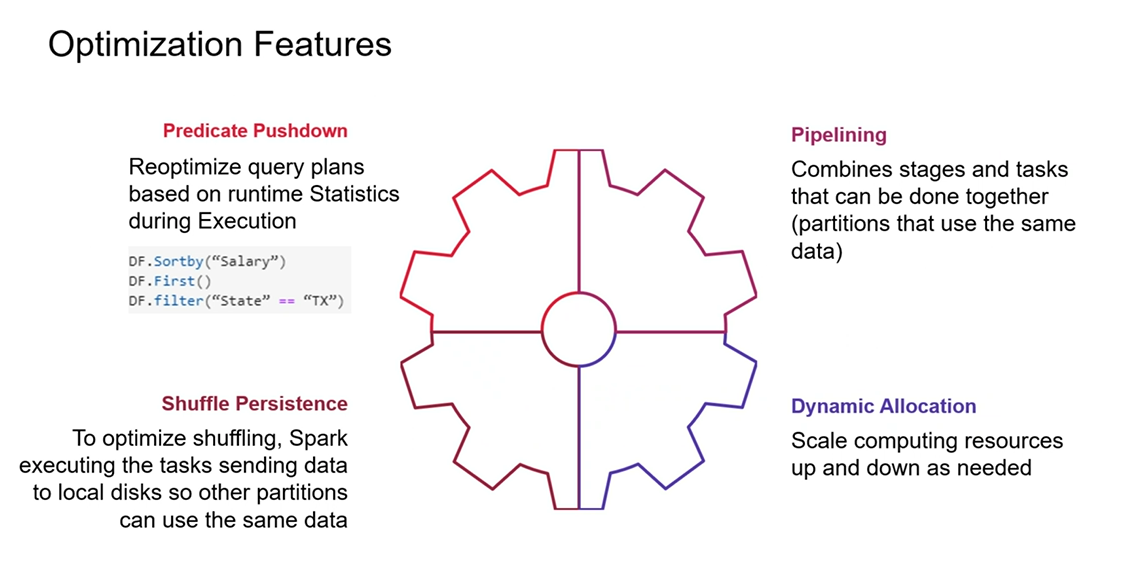 Optimization Features
Predicate Pushdown
Reoptimize query plans
based on runtime Statistics
during Execution
DF.Sortby(“Salary”)
DF.First()
DF.filter(“State” == “TX”)
Pipelining
Combines stages and tasks
that can be done together
(partitions that use the same
data)
Shuffle Persistence
To optimize shuffling, Spark
executing the tasks sending data
to local disks so other partitions
can use the same data
Dynamic Allocation
Scale computing resources
up and down as needed